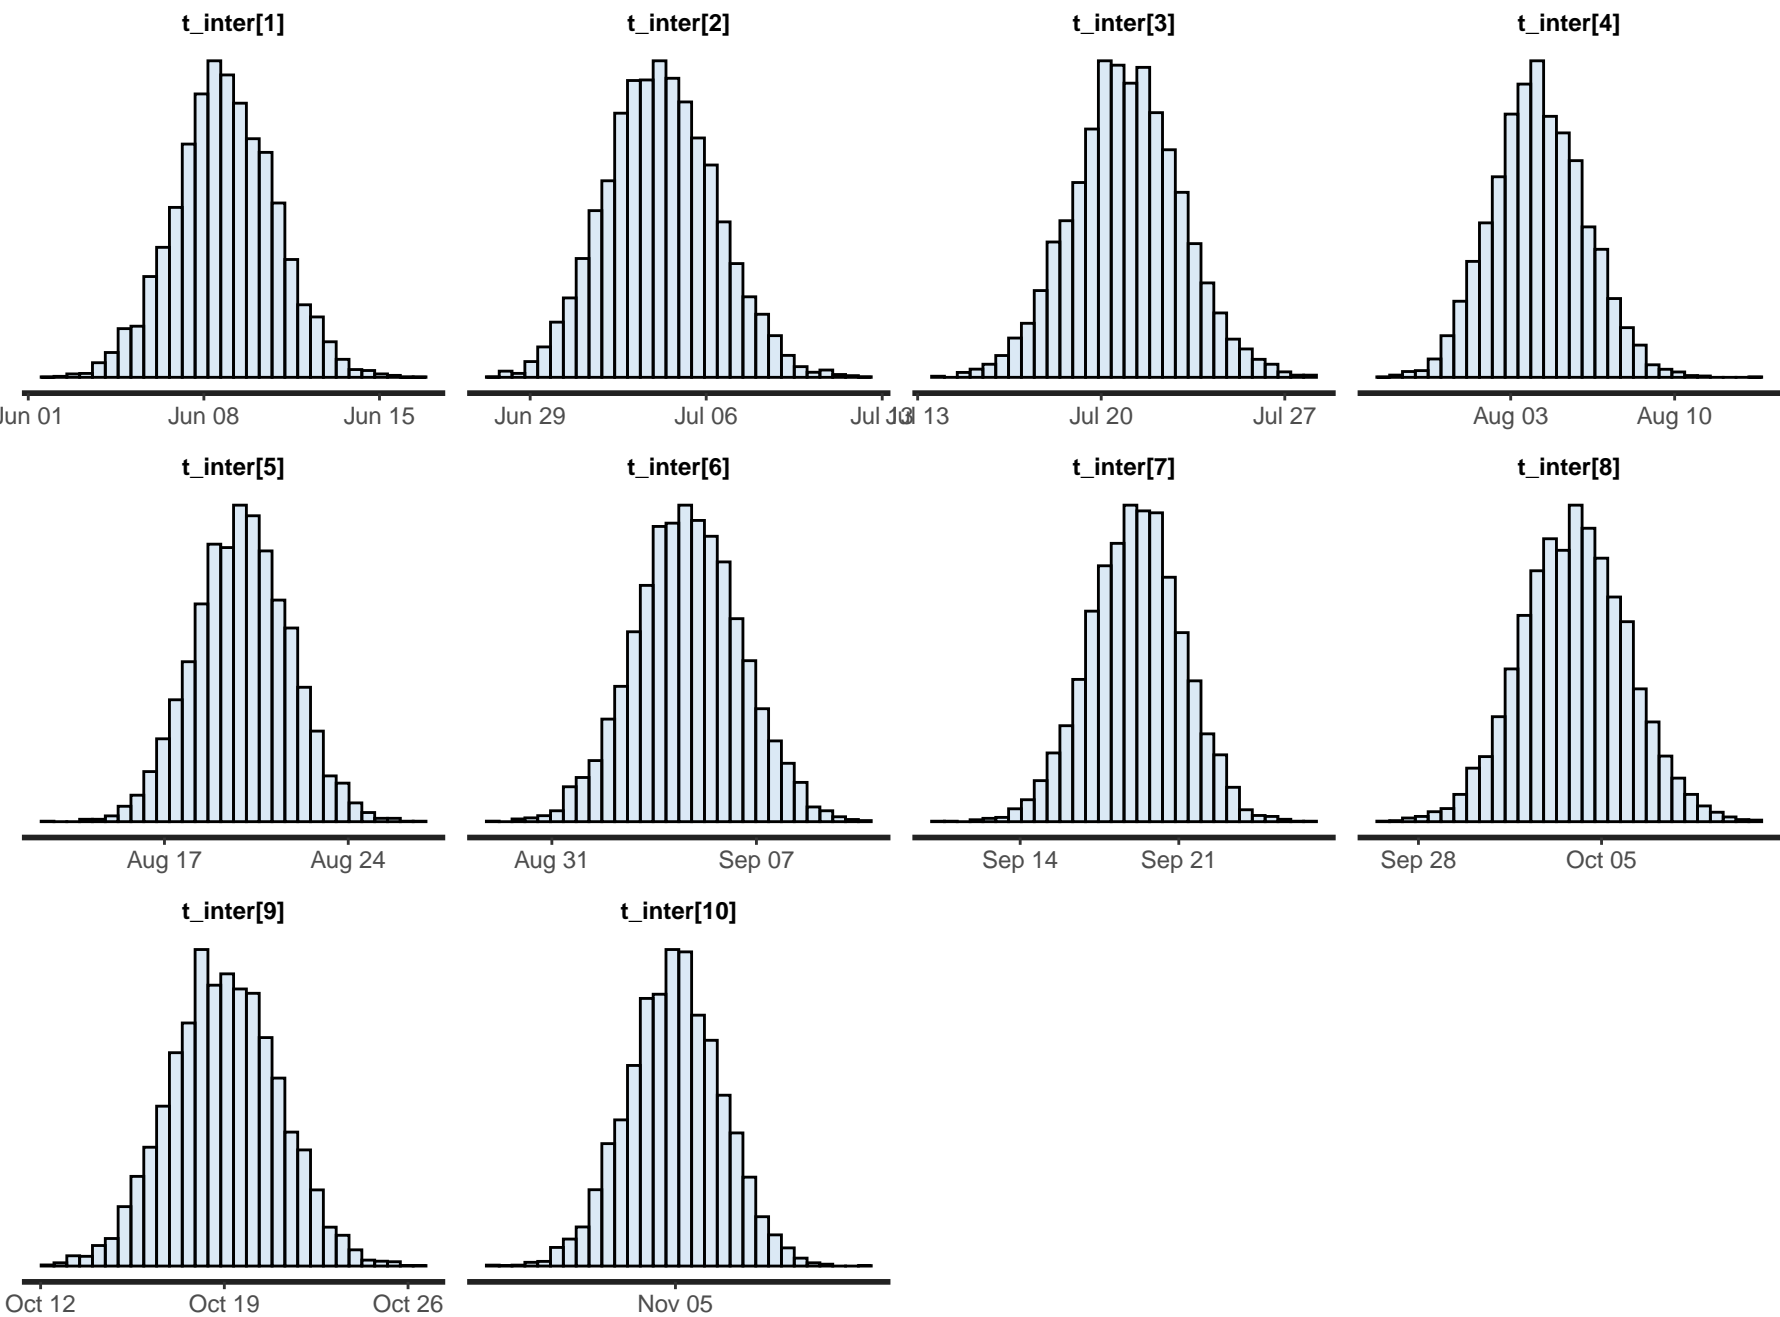 t_inter[1] t_inter[2] t_inter[3] t_inter[4]
Jun 01 Jun 08 Jun 15 Jun 29 Jul 06 Jul 13 Jul 13 Jul 20 Jul 27 Aug 03 Aug 10
t_inter[5] t_inter[6] t_inter[7] t_inter[8]
Aug 17 Aug 24 Aug 31 Sep 07 Sep 14 Sep 21 Sep 28 Oct 05
t_inter[9] t_inter[10]
Oct 12 Oct 19 Oct 26 Nov 05